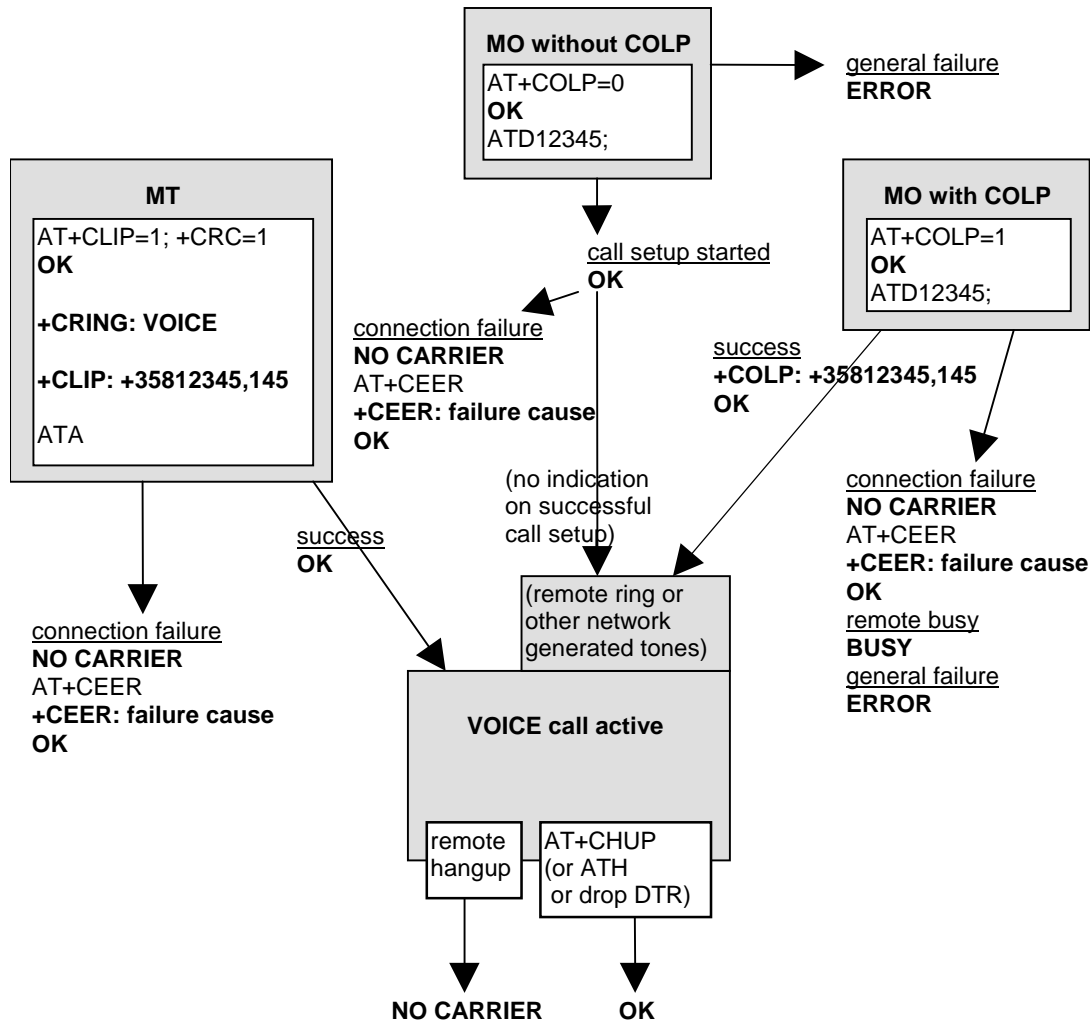 MO without COLP
AT+COLP=0
OK
ATD12345;
general failure
ERROR
MT
AT+CLIP=1; +CRC=1
OK
+CRING: VOICE
+CLIP: +35812345,145
ATA
MO with COLP
AT+COLP=1
OK
ATD12345;
call setup started
OK
connection failure
NO CARRIER
AT+CEER
+CEER: failure cause
OK
success
+COLP: +35812345,145
OK
(no indication
on successful
call setup)
success
OK
connection failure
NO CARRIER
AT+CEER
+CEER: failure cause
OK
remote busy
BUSY
general failure
ERROR
connection failure
NO CARRIER
AT+CEER
+CEER: failure cause
OK
(remote ring or
other network
generated tones)
VOICE call active
remote
hangup
AT+CHUP
(or ATH
or drop DTR)
NO CARRIER
OK